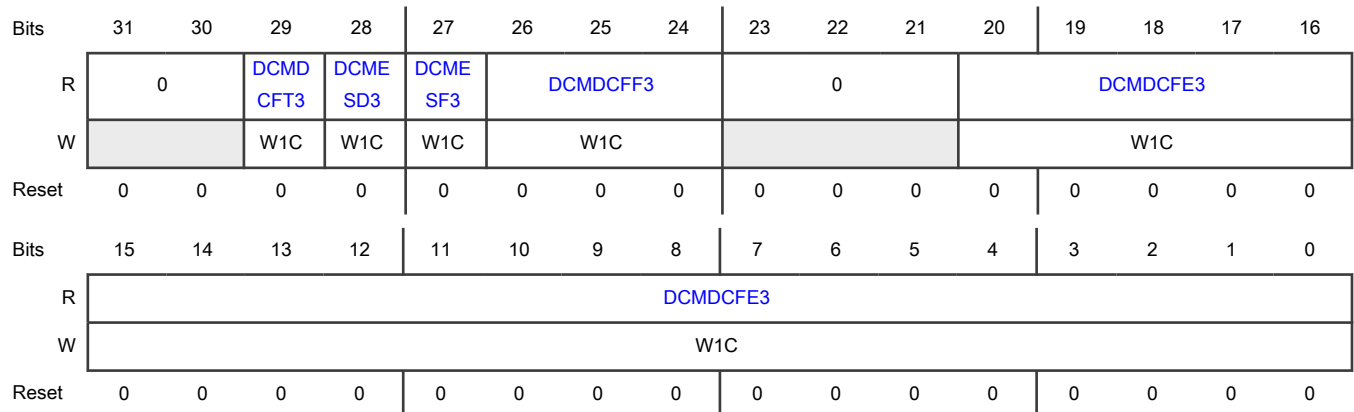 Bits 31 30 29 28 27 26 25 24 23 22 21 20 19 18 17 16
R 0 DCMD DCME DCME DCMDCFF3 0 DCMDCFE3
CFT3 SD3 SF3
W W1C W1C W1C W1C W1C
Reset 0 0 0 0 0 0 0 0 0 0 0 0 0 0 0 0
Bits 15 14 13 12 11 10 9 8 7 6 5 4 3 2 1 0
R DCMDCFE3
W W1C
Reset 0 0 0 0 0 0 0 0 0 0 0 0 0 0 0 0